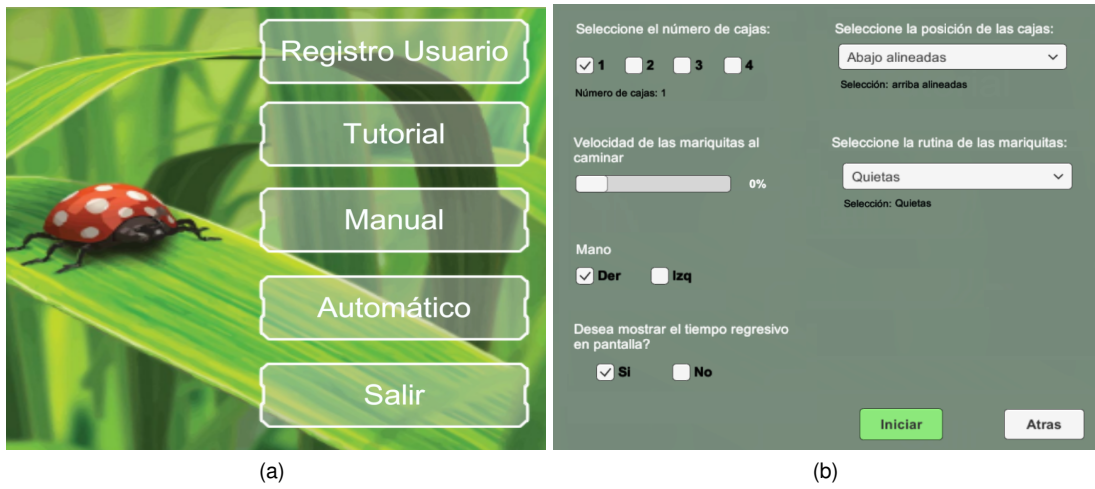 Registro Usuario
Tutorial
Manual
Automático
Salir
(a)
Seleccione el número de cajas:
1 2 3 4
Número de cajas: 1
Seleccione la posición de las cajas:
Abajo alineadas
Selección: arriba alineadas
Velocidad de las mariquitas al
caminar
0%
Seleccione la rutina de las mariquitas:
Quietas
Selección: Quietas
Mano
Der Izq
Desea mostrar el tiempo regresivo
en pantalla?
Si No
Iniciar
Atras
(b)